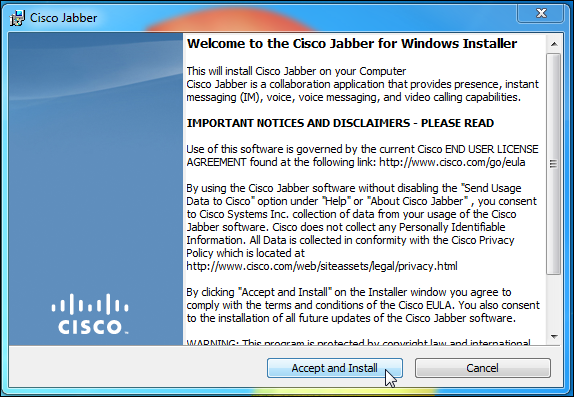 Cisco Jabber
Welcome to the Cisco Jabber for Windows Installer
This will install Cisco Jabber on your Computer
Cisco Jabber is a collaboration application that provides presence, instant
messaging (IM), voice, voice messaging, and video calling capabilities.
IMPORTANT NOTICES AND DISCLAIMERS - PLEASE READ
Use of this software is governed by the current Cisco END USER LICENSE
AGREEMENT found at the following link: http://www.cisco.com/go/eula
By using the Cisco Jabber software without disabling the "Send Usage
Data to Cisco" option under "Help" or "About Cisco Jabber" , you consent
to Cisco Systems Inc. collection of data from your usage of the Cisco
Jabber software. Cisco does not collect any Personally Identifiable
Information. All Data is collected in conformity with the Cisco Privacy
Policy which is located at
http://www.cisco.com/web/siteassets/legal/privacy.html
By clicking "Accept and Install" on the Installer window you agree to
comply with the terms and conditions of the Cisco EULA. You also consent
to the installation of all future updates of the Cisco Jabber software.
WARNING: This program is protected by copyright law and international
CISCO
Accept and Install
Cancel